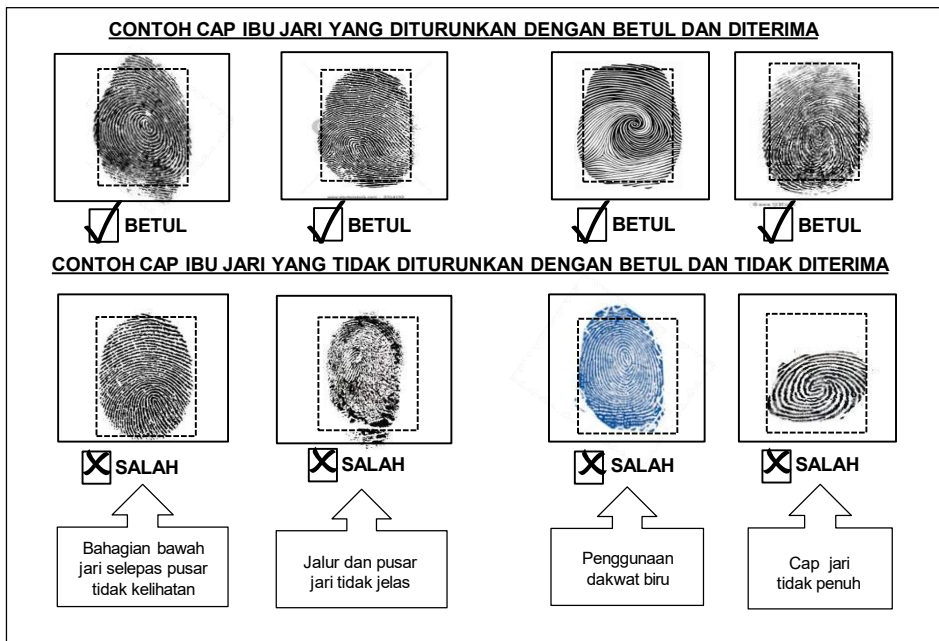 CONTOH CAP IBU JARI YANG DITURUNKAN DENGAN BETUL DAN DITERIMA
BETUL
BETUL
BETUL
BETUL
CONTOH CAP IBU JARI YANG TIDAK DITURUNKAN DENGAN BETUL DAN TIDAK DITERIMA
SALAH
SALAH
SALAH
SALAH
Bahagian bawah
jari selepas pusar
tidak kelihatan
Jalur dan pusar
jari tidak jelas
Penggunaan
dakwat biru
Cap jari
tidak penuh